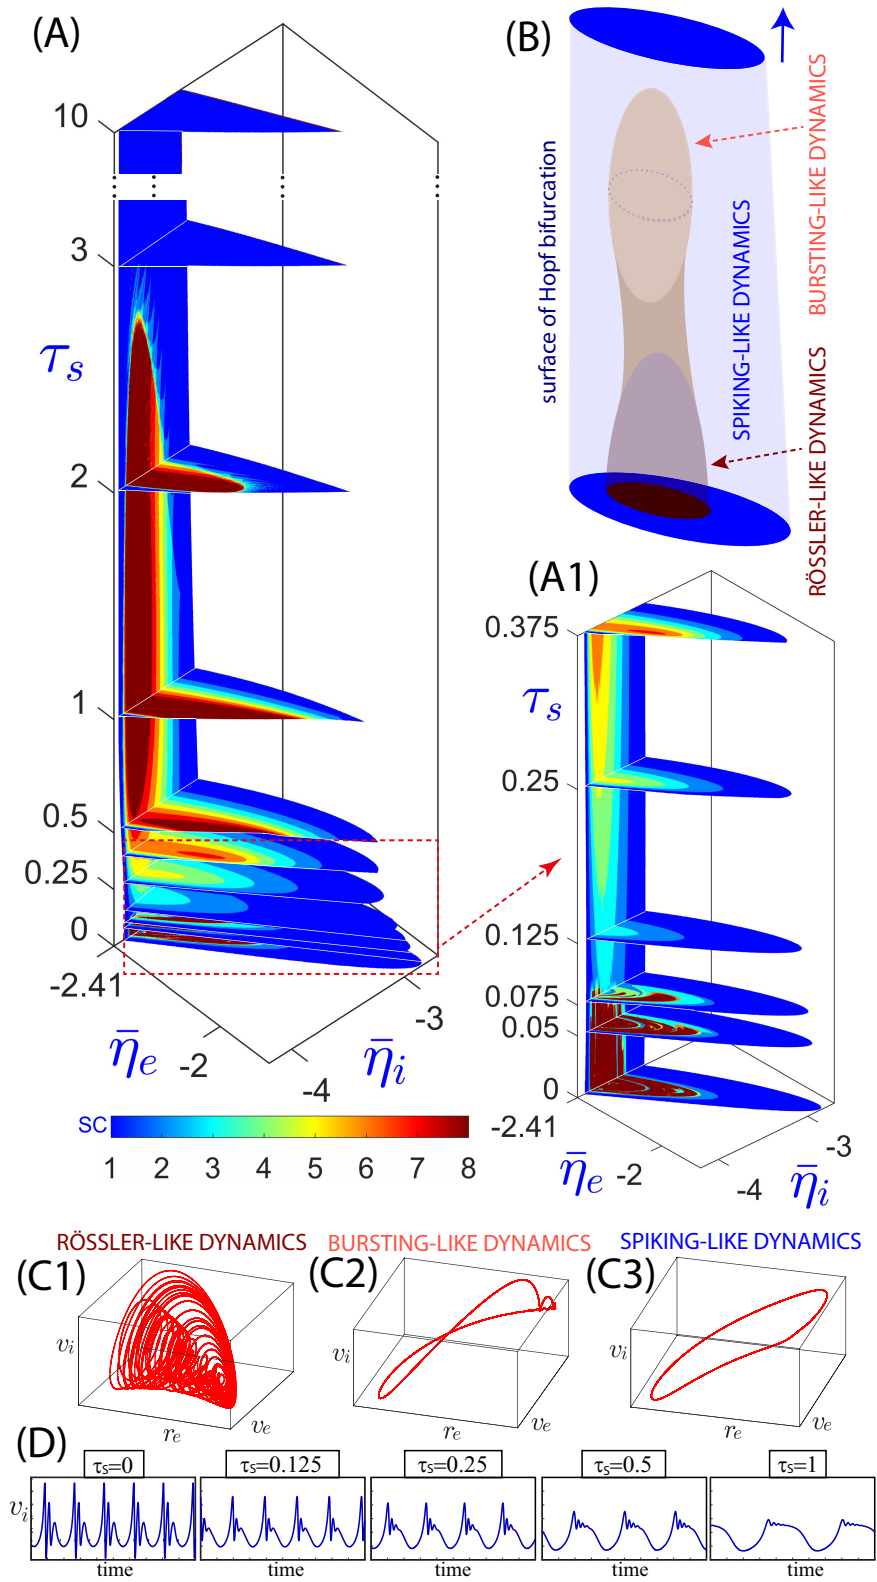 (A)
10
3
τs
2
1
0.5
0.25
0
-2.41
η̄e
-2
-4
η̄i
-3
SC
1 2 3 4 5 6 7 8
(B)
surface of Hopf bifurcation
SPIKING-LIKE DYNAMICS
BURSTING-LIKE DYNAMICS
RÖSSLER-LIKE DYNAMICS
(A1)
0.375
τs
0.25
0.125
0.075
0.05
0
-2.41
η̄e
-2
-4
η̄i
-3
RÖSSLER-LIKE DYNAMICS
(C1)
vi
re
ve
BURSTING-LIKE DYNAMICS
(C2)
vi
re
ve
SPIKING-LIKE DYNAMICS
(C3)
vi
re
ve
(D)
τs=0 τs=0.125 τs=0.25 τs=0.5 τs=1
vi
time time time time time